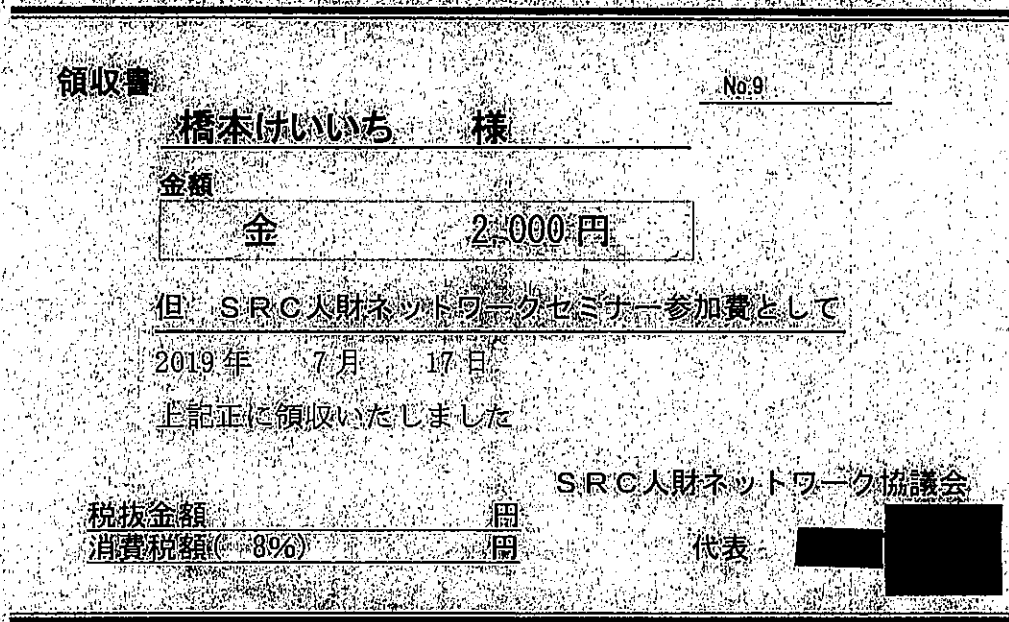 領収書
No.9
橋本けいいち 様
金額
金 2,000円
但 SRC人財ネットワークセミナー参加費として
2019年 7月 17日
上記正に領収いたしました
SRC人財ネットワーク協議会
税抜金額 円
消費税額( 8%) 円
代表